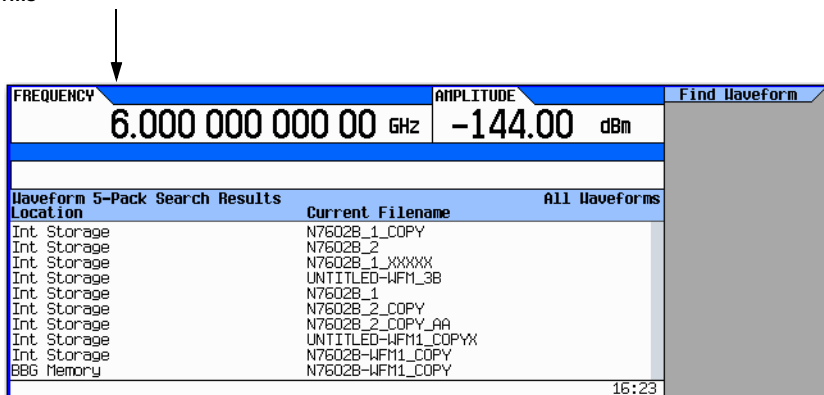 FREQUENCY AMPLITUDE Find Waveform
6.000 000 000 00 GHz -144.00 dBm
Waveform 5-Pack Search Results All Waveforms
Location Current Filename
Int Storage N7602B_1_COPY
Int Storage N7602B_2
Int Storage N7602B_1_XXXXX
Int Storage UNTITLED-WFM_3B
Int Storage N7602B_1
Int Storage N7602B_2_COPY
Int Storage N7602B_2_COPY_AA
Int Storage UNTITLED-WFM1_COPYX
Int Storage N7602B-WFM1_COPY
BBG Memory N7602B-WFM1_COPY
16:23